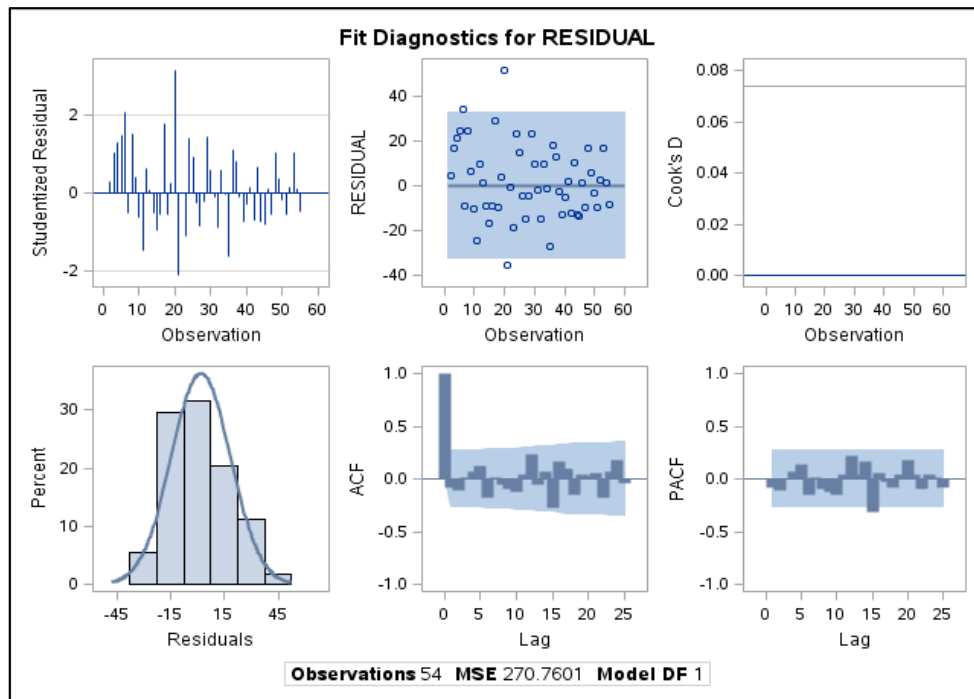 Fit Diagnostics for RESIDUAL
Studentized Residual
2
0
-2
0 10 20 30 40 50 60
Observation
RESIDUAL
40
20
0
-20
-40
0 10 20 30 40 50 60
Observation
Cook's D
0.08
0.06
0.04
0.02
0.00
0 10 20 30 40 50 60
Observation
Percent
30
20
10
0
-45 -15 15 45
Residuals
ACF
1.0
0.5
0.0
-0.5
-1.0
0 5 10 15 20 25
Lag
PACF
1.0
0.5
0.0
-0.5
-1.0
0 5 10 15 20 25
Lag
Observations 54 MSE 270.7601 Model DF 1